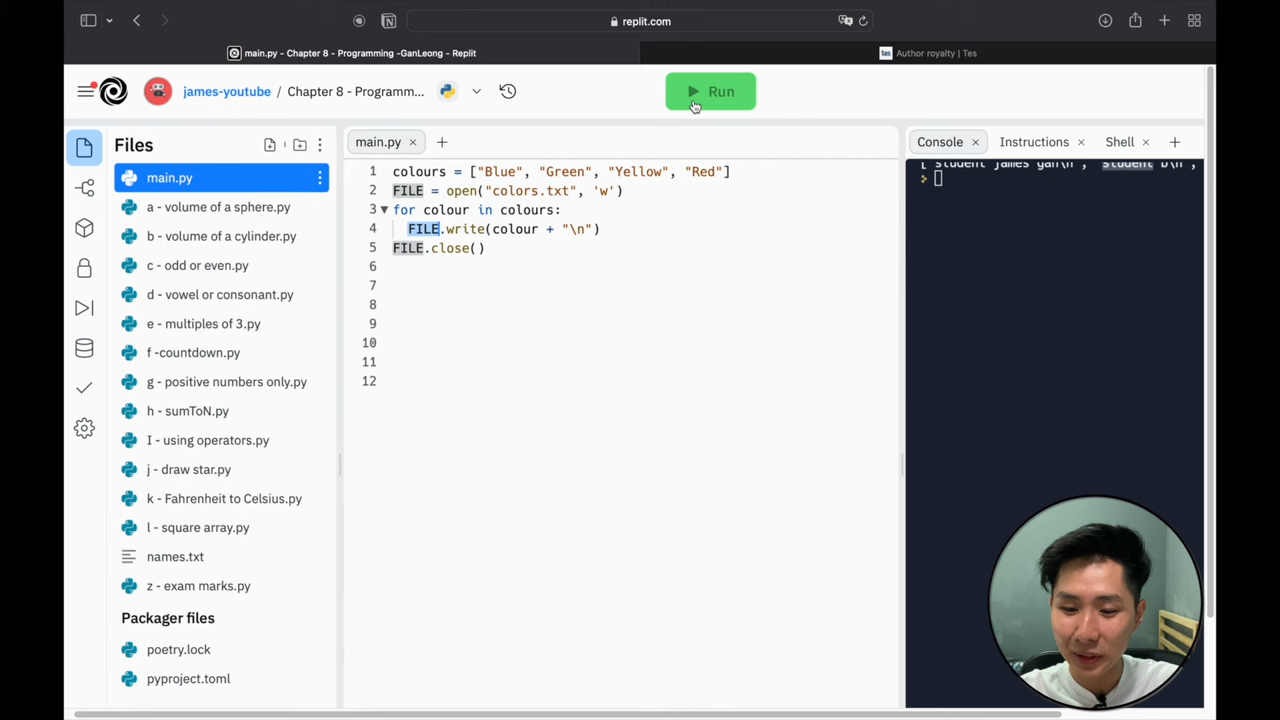 replit.com
main.py - Chapter 8 - Programming -GanLeong - Replit
tes
Author royalty | Tes
james-youtube / Chapter 8 - Programm...
Run
Files
main.py
a - volume of a sphere.py
b - volume of a cylinder.py
c - odd or even.py
d - vowel or consonant.py
e - multiples of 3.py
f -countdown.py
g - positive numbers only.py
h - sumToN.py
I - using operators.py
j - draw star.py
k - Fahrenheit to Celsius.py
l - square array.py
names.txt
z - exam marks.py
Packager files
poetry.lock
pyproject.toml
main.py
1 colours = ["Blue", "Green", "Yellow", "Red"]
2 FILE = open("colors.txt", 'w')
3 for colour in colours:
4 FILE.write(colour + "\n")
5 FILE.close()
6
7
8
9
10
11
12
Console
Instructions
Shell
[ student james gan\n', 'student b\n',